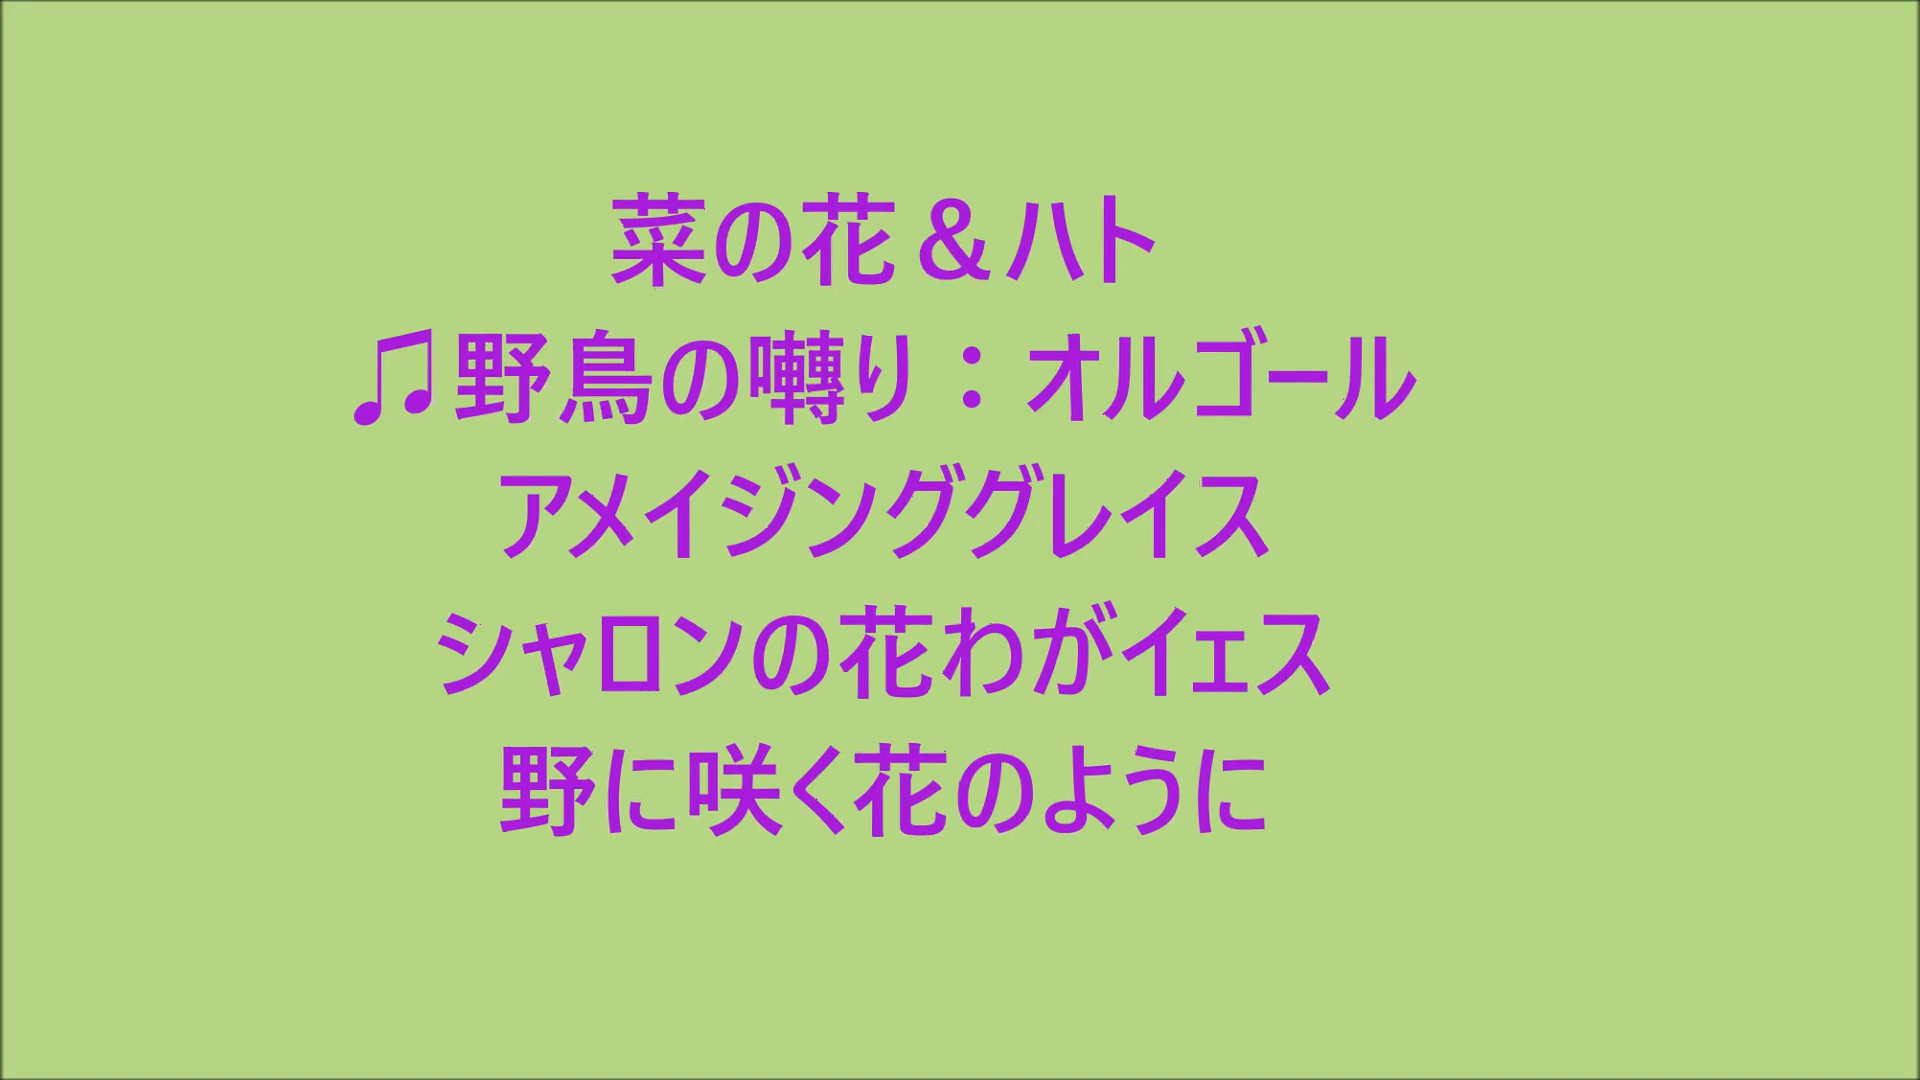 菜の花＆ハト
♫野鳥の囀り：オルゴール
アメイジンググレイス
シャロンの花わがイェス
野に咲く花のように